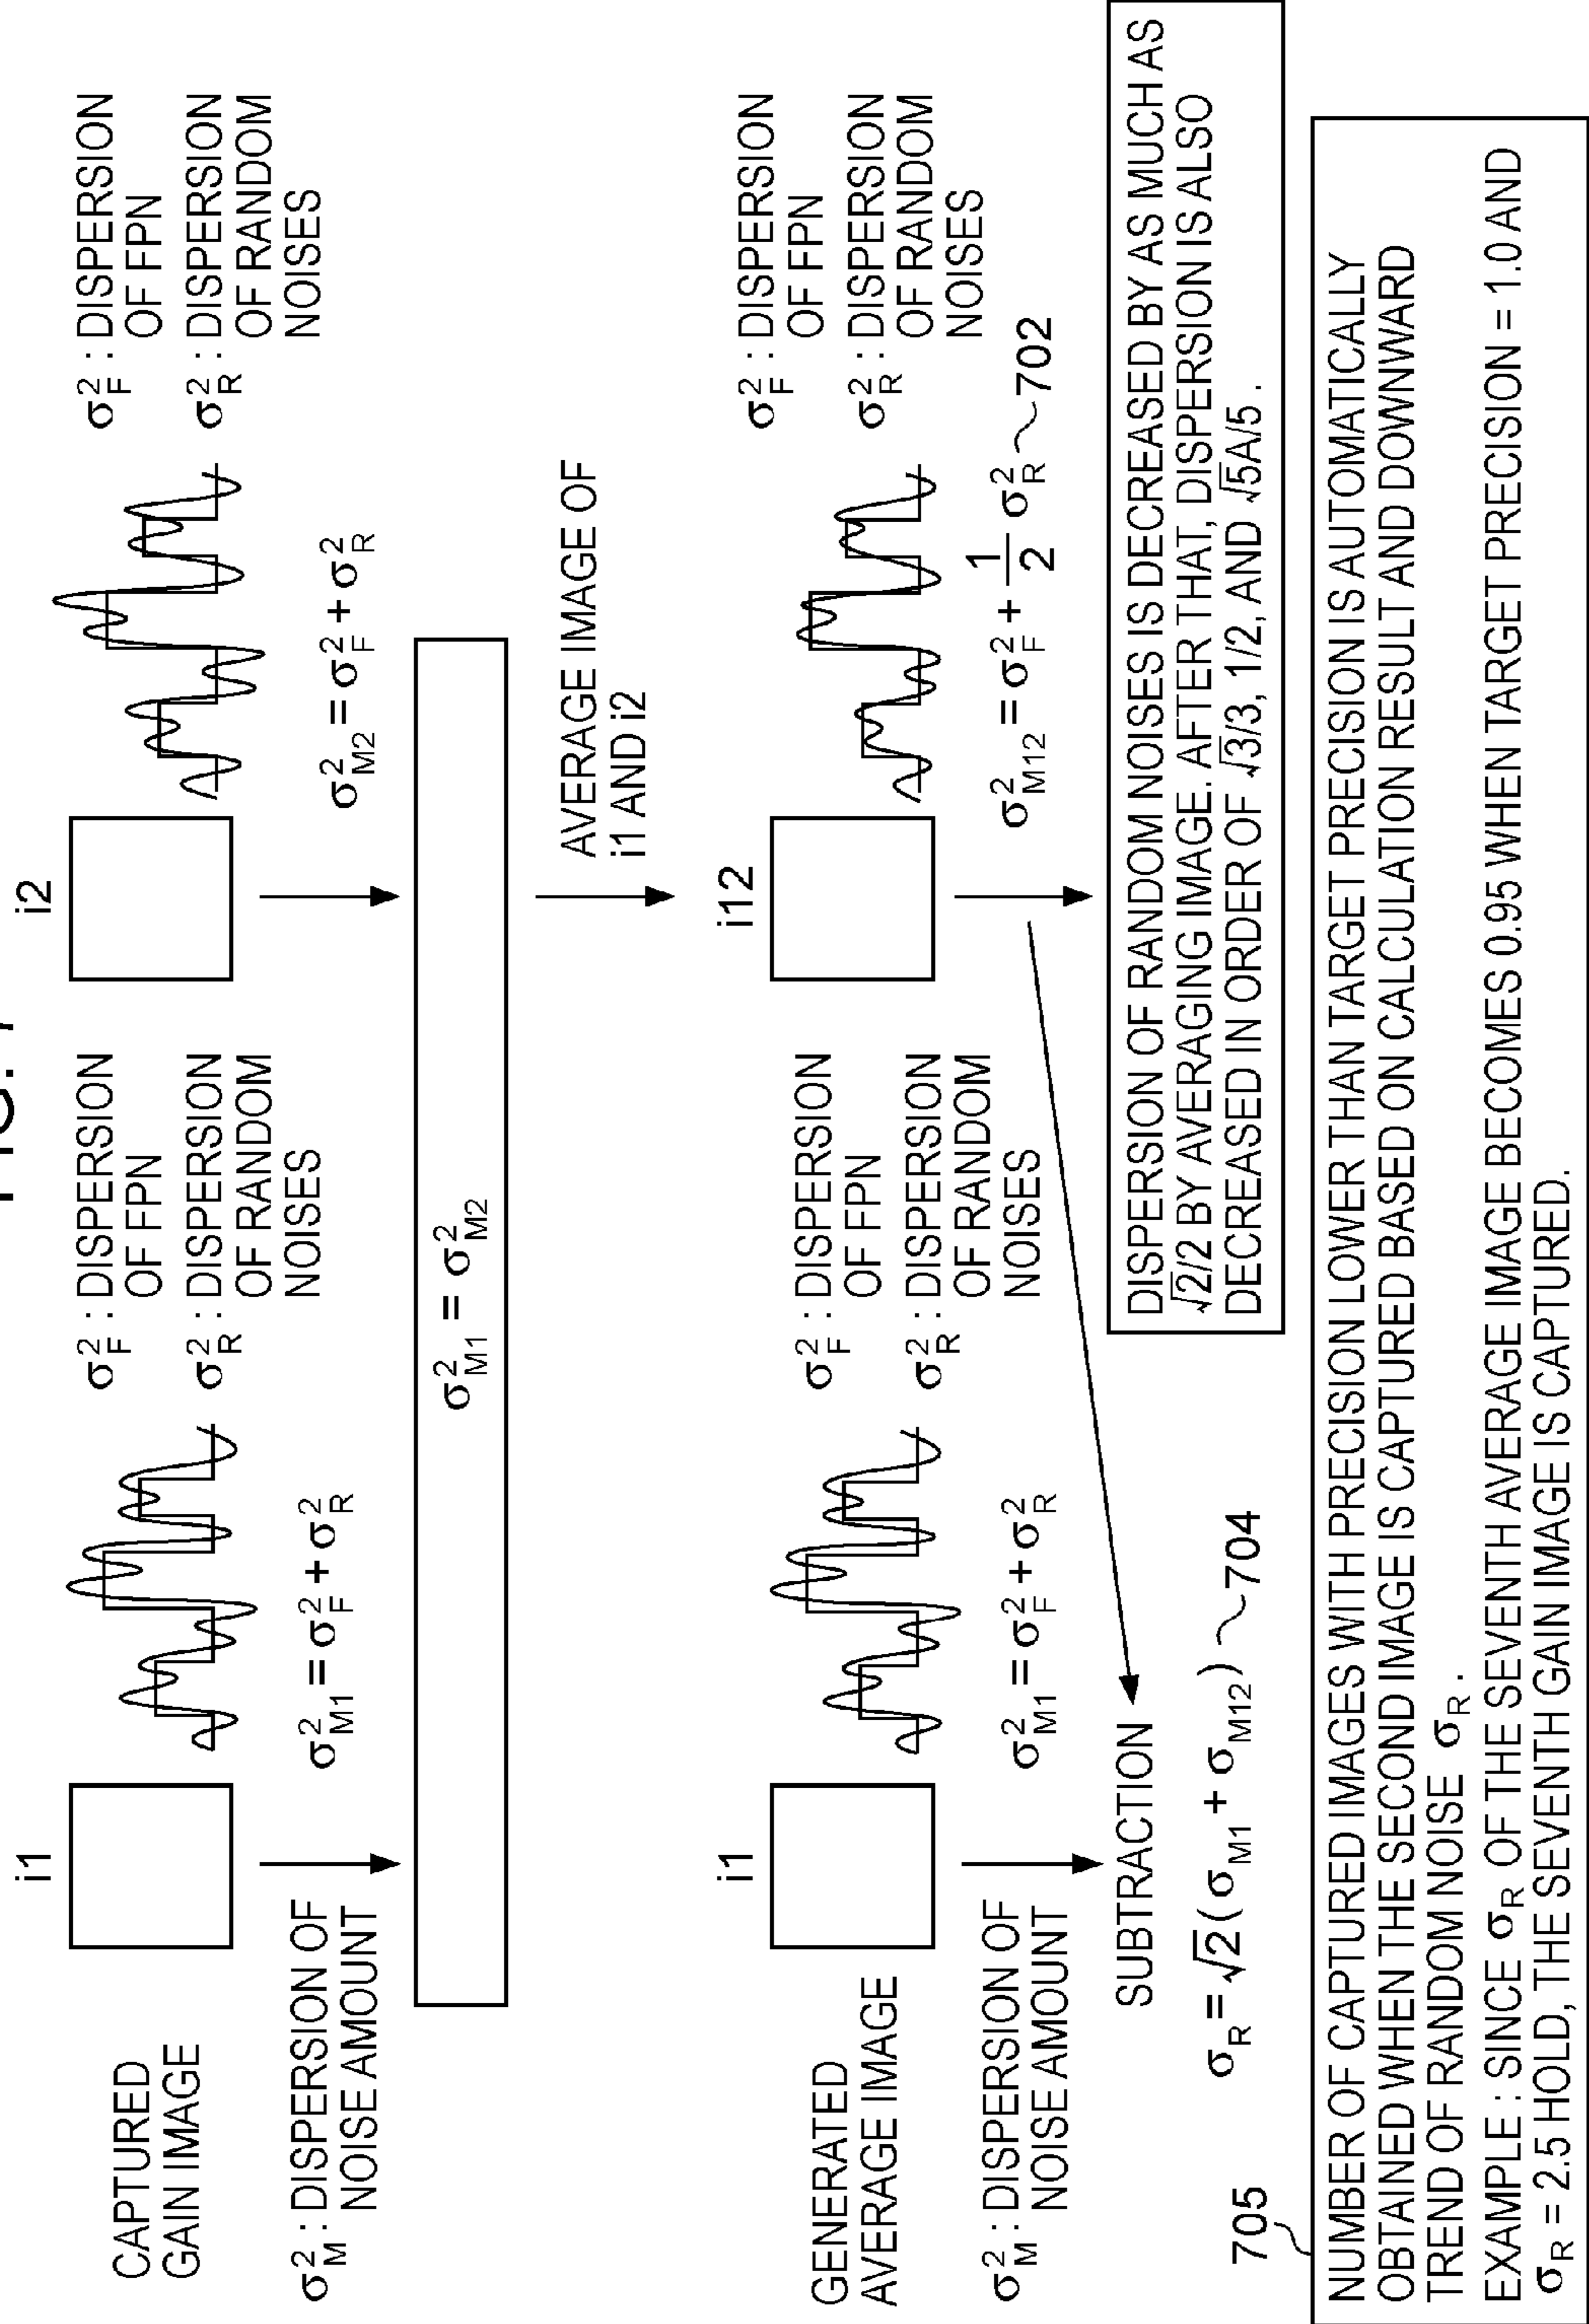 FIG. 7
i1
i2
CAPTURED
GAIN IMAGE
σ²F : DISPERSION
OF FPN
σ²R : DISPERSION
OF RANDOM
NOISES
σ²F : DISPERSION
OF FPN
σ²R : DISPERSION
OF RANDOM
NOISES
σ²M : DISPERSION OF
NOISE AMOUNT
σ²M1 = σ²F + σ²R
σ²M2 = σ²F + σ²R
σ²M1 = σ²M2
AVERAGE IMAGE OF
i1 AND i2
i1
i12
GENERATED
AVERAGE IMAGE
σ²F : DISPERSION
OF FPN
σ²R : DISPERSION
OF RANDOM
NOISES
σ²F : DISPERSION
OF FPN
σ²R : DISPERSION
OF RANDOM
NOISES
σ²M : DISPERSION OF
NOISE AMOUNT
σ²M1 = σ²F + σ²R
σ²M12 = σ²F + 1/2 σ²R ~702
SUBTRACTION
σR = √2(σM1 + σM12) ~704
DISPERSION OF RANDOM NOISES IS DECREASED BY AS MUCH AS
√2/2 BY AVERAGING IMAGE. AFTER THAT, DISPERSION IS ALSO
DECREASED IN ORDER OF √3/3, 1/2, AND √5A/5.
705
NUMBER OF CAPTURED IMAGES WITH PRECISION LOWER THAN TARGET PRECISION IS AUTOMATICALLY
OBTAINED WHEN THE SECOND IMAGE IS CAPTURED BASED ON CALCULATION RESULT AND DOWNWARD
TREND OF RANDOM NOISE σR.
EXAMPLE : SINCE σR OF THE SEVENTH AVERAGE IMAGE BECOMES 0.95 WHEN TARGET PRECISION = 1.0 AND
σR = 2.5 HOLD, THE SEVENTH GAIN IMAGE IS CAPTURED.